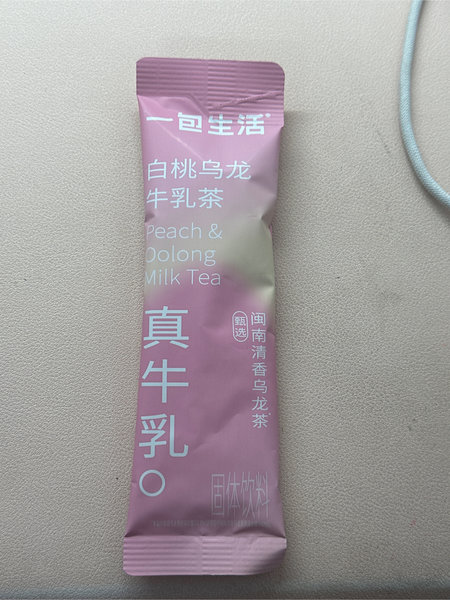 一包生活®
白桃乌龙
牛乳茶
Peach &
Oolong
Milk Tea
真牛乳
甄选
闽南清香乌龙茶
固体饮料